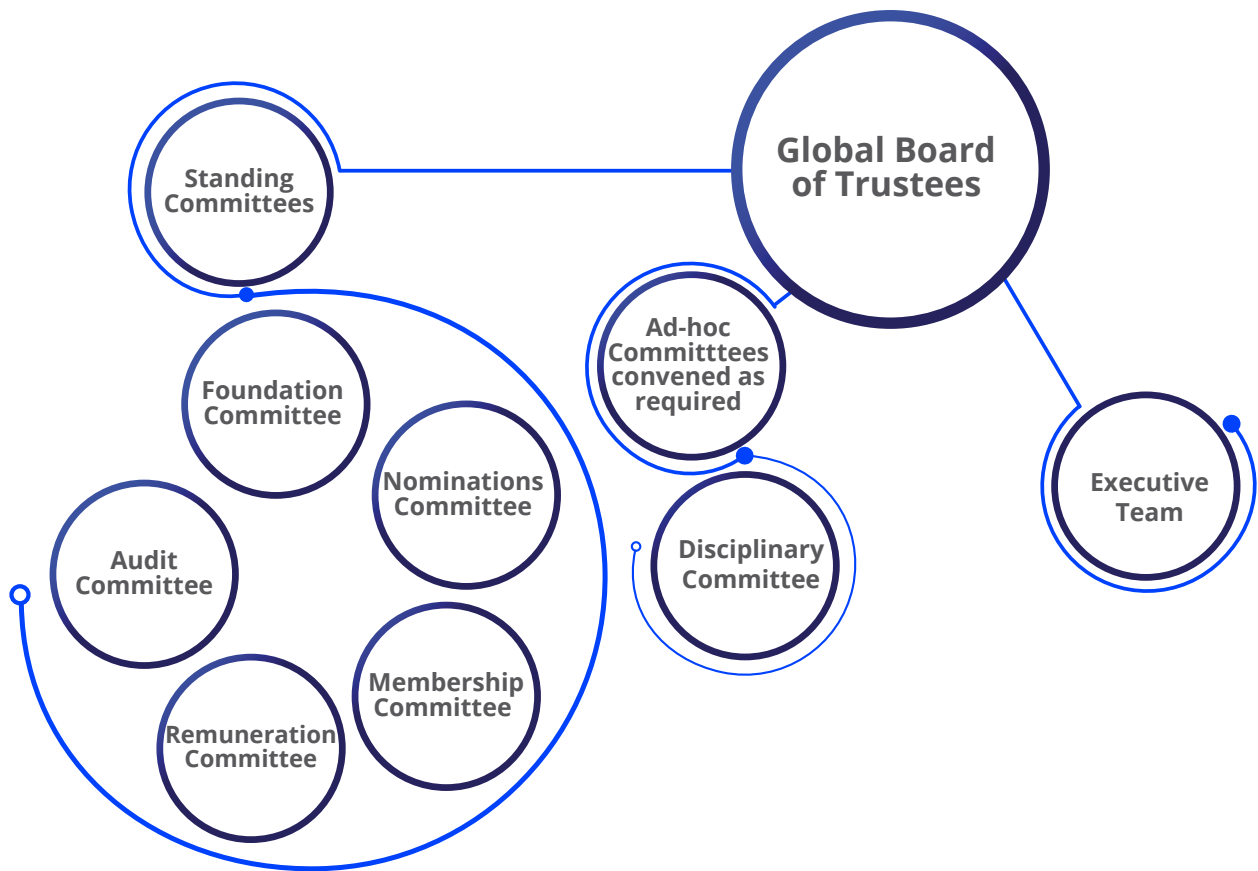 Global Board
of Trustees
Standing
Committees
Ad-hoc
Committtees
convened as
required
Foundation
Committee
Nominations
Committee
Executive
Team
Audit
Committee
Disciplinary
Committee
Membership
Committee
Remuneration
Committee